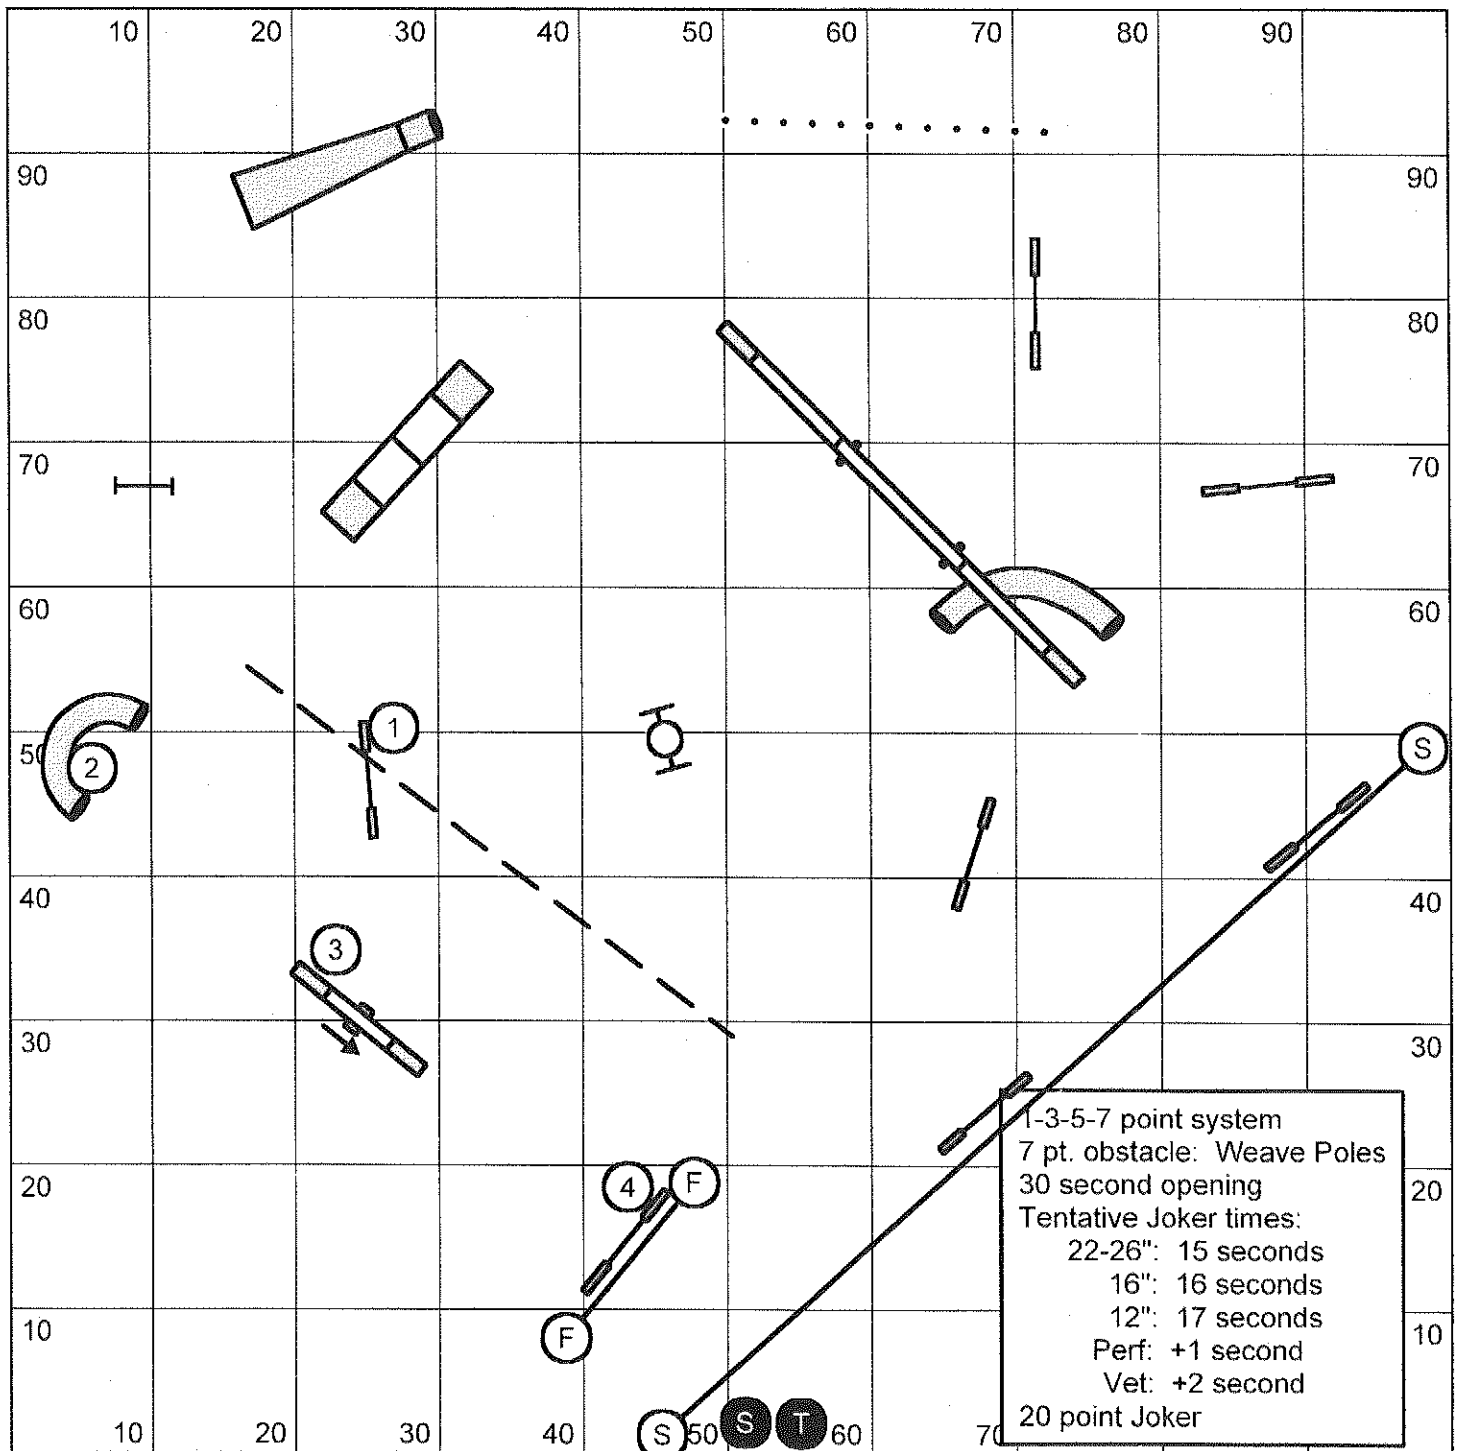 10 20 30 40 50 60 70 80 90
90 90
80 80
70 70
60 60
1
50
2
S
40 40
3
30 30
1-3-5-7 point system
7 pt. obstacle: Weave Poles
30 second opening
Tentative Joker times:
22-26": 15 seconds
16": 16 seconds
12": 17 seconds
Perf: +1 second
Vet: +2 second
20 point Joker
20 4 F 20
10 F 10
10 20 30 40 S 50 S T 60 70